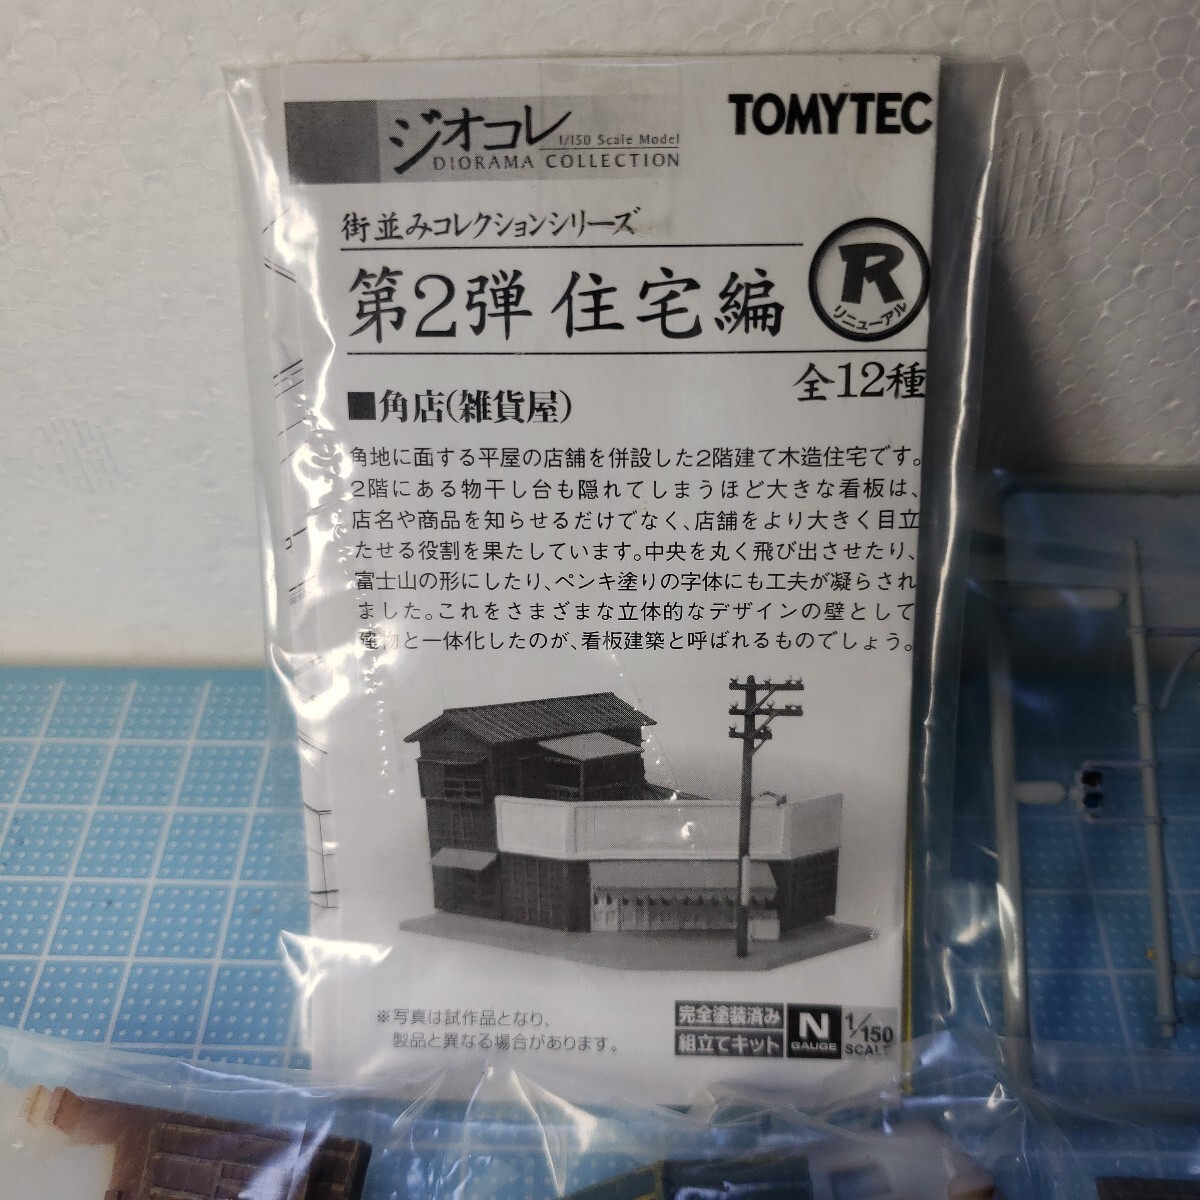 ジオコレ
1/150 Scale Model
DIORAMA COLLECTION
TOMYTEC
街並みコレクションシリーズ
第2弾 住宅編
R
リニューアル
全12種
■角店(雑貨屋)
角地に面する平屋の店舗を併設した2階建て木造住宅です。
2階にある物干し台も隠れてしまうほど大きな看板は、
店名や商品を知らせるだけでなく、店舗をより大きく目立
たせる役割を果たしています。中央を丸く飛び出させたり、
富士山の形にしたり、ペンキ塗りの字体にも工夫が凝らされ
ました。これをさまざまな立体的なデザインの壁として
建物と一体化したのが、看板建築と呼ばれるものでしょう。
※写真は試作品となり、
製品と異なる場合があります。
完全塗装済み
組立てキット
N
GAUGE
1/150
SCALE